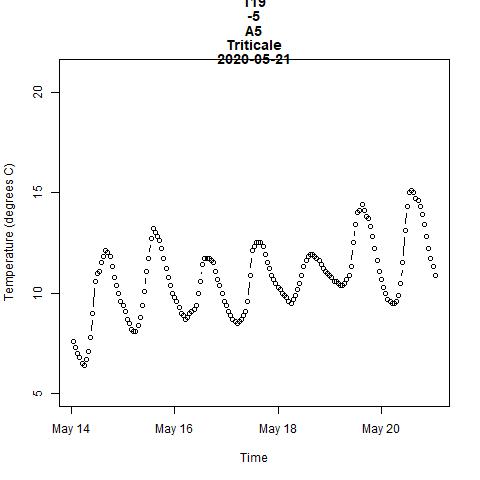 T19
-5
A5
Triticale
2020-05-21
Temperature (degrees C)
20
15
10
5
May 14
May 16
May 18
May 20
Time